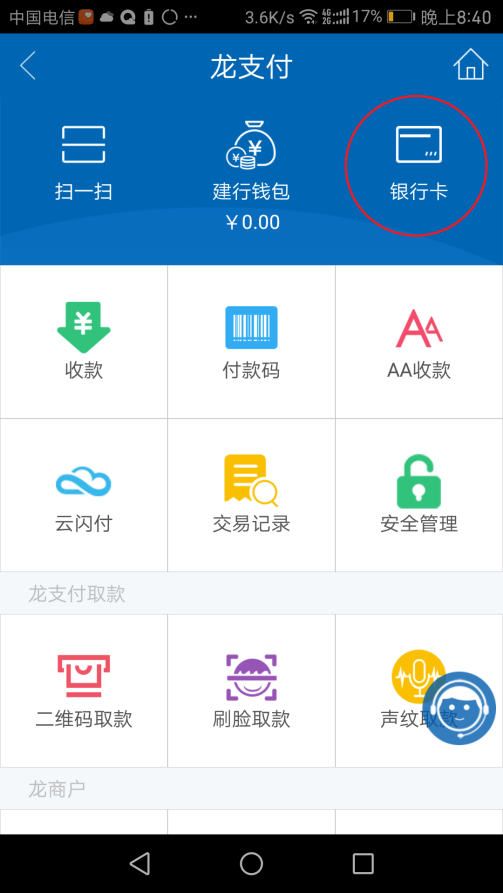 中国电信 3.6K/s 4G 2G 17% 晚上8:40
龙支付
扫一扫 建行钱包 银行卡
￥0.00
收款 付款码 AA收款
云闪付 交易记录 安全管理
龙支付取款
二维码取款 刷脸取款 声纹取款
龙商户